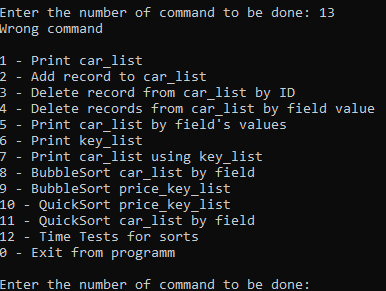 Enter the number of command to be done: 13
Wrong command
1 - Print car_list
2 - Add record to car_list
3 - Delete record from car_list by ID
4 - Delete records from car_list by field value
5 - Print car_list by field's values
6 - Print key_list
7 - Print car_list using key_list
8 - BubbleSort car_list by field
9 - BubbleSort price_key_list
10 - QuickSort price_key_list
11 - QuickSort car_list by field
12 - Time Tests for sorts
0 - Exit from programm
Enter the number of command to be done: